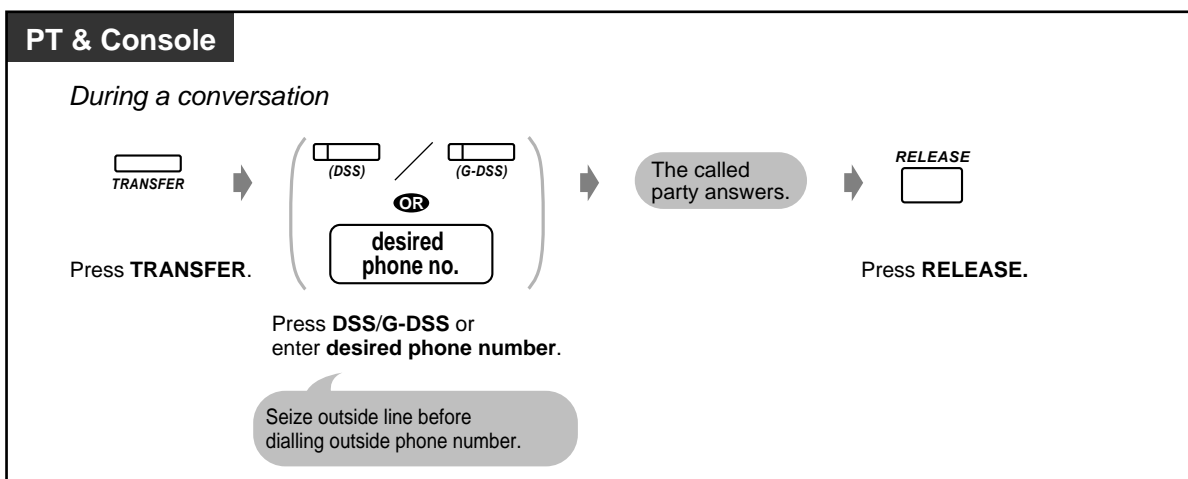 PT & Console
During a conversation
TRANSFER
(DSS)
(G-DSS)
OR
desired
phone no.
The called
party answers.
RELEASE
Press TRANSFER.
Press DSS/G-DSS or
enter desired phone number.
Press RELEASE.
Seize outside line before
dialling outside phone number.